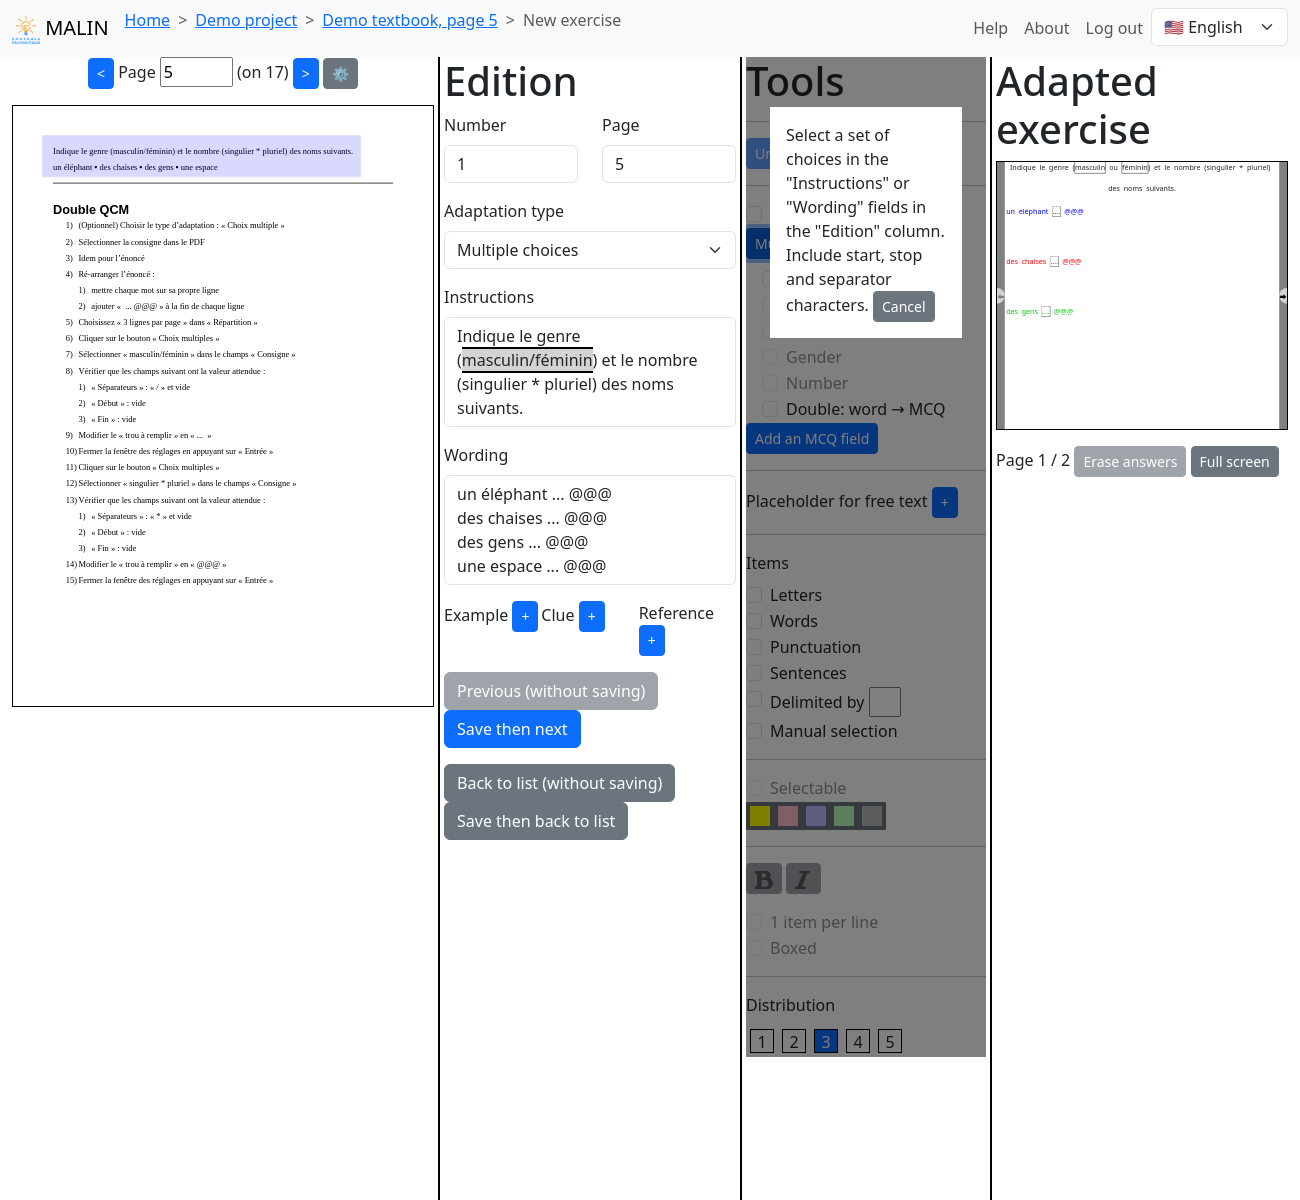 MALIN
Home > Demo project > Demo textbook, page 5 > New exercise
Help About Log out 🇺🇸 English
< Page 5 (on 17) > ⚙️
Indique le genre (masculin/féminin) et le nombre (singulier * pluriel) des noms suivants.
un éléphant • des chaises • des gens • une espace
Double QCM
1) (Optionnel) Choisir le type d’adaptation : « Choix multiple »
2) Sélectionner la consigne dans le PDF
3) Idem pour l’énoncé
4) Ré-arranger l’énoncé :
1) mettre chaque mot sur sa propre ligne
2) ajouter « ... @@@ » à la fin de chaque ligne
5) Choisissez « 3 lignes par page » dans « Répartition »
6) Cliquer sur le bouton « Choix multiples »
7) Sélectionner « masculin/féminin » dans le champs « Consigne »
8) Vérifier que les champs suivant ont la valeur attendue :
1) « Séparateurs » : « / » et vide
2) « Début » : vide
3) « Fin » : vide
9) Modifier le « trou à remplir » en « ... »
10) Fermer la fenêtre des réglages en appuyant sur « Entrée »
11) Cliquer sur le bouton « Choix multiples »
12) Sélectionner « singulier * pluriel » dans le champs « Consigne »
13) Vérifier que les champs suivant ont la valeur attendue :
1) « Séparateurs » : « * » et vide
2) « Début » : vide
3) « Fin » : vide
14) Modifier le « trou à remplir » en « @@@ »
15) Fermer la fenêtre des réglages en appuyant sur « Entrée »
Edition
Number Page
1 5
Adaptation type
Multiple choices
Instructions
Indique le genre
(masculin/féminin) et le nombre
(singulier * pluriel) des noms
suivants.
Wording
un éléphant ... @@@
des chaises ... @@@
des gens ... @@@
une espace ... @@@
Example + Clue + Reference
+
Previous (without saving)
Save then next
Back to list (without saving)
Save then back to list
Tools
Select a set of
choices in the
"Instructions" or
"Wording" fields in
the "Edition" column.
Include start, stop
and separator
characters. Cancel
Gender
Number
Double: word → MCQ
Add an MCQ field
Placeholder for free text +
Items
Letters
Words
Punctuation
Sentences
Delimited by
Manual selection
Selectable
B I
1 item per line
Boxed
Distribution
1 2 3 4 5
Adapted
exercise
Indique le genre (masculin ou féminin) et le nombre (singulier * pluriel)
des noms suivants.
un éléphant ... @@@
des chaises ... @@@
des gens ... @@@
Page 1 / 2 Erase answers Full screen